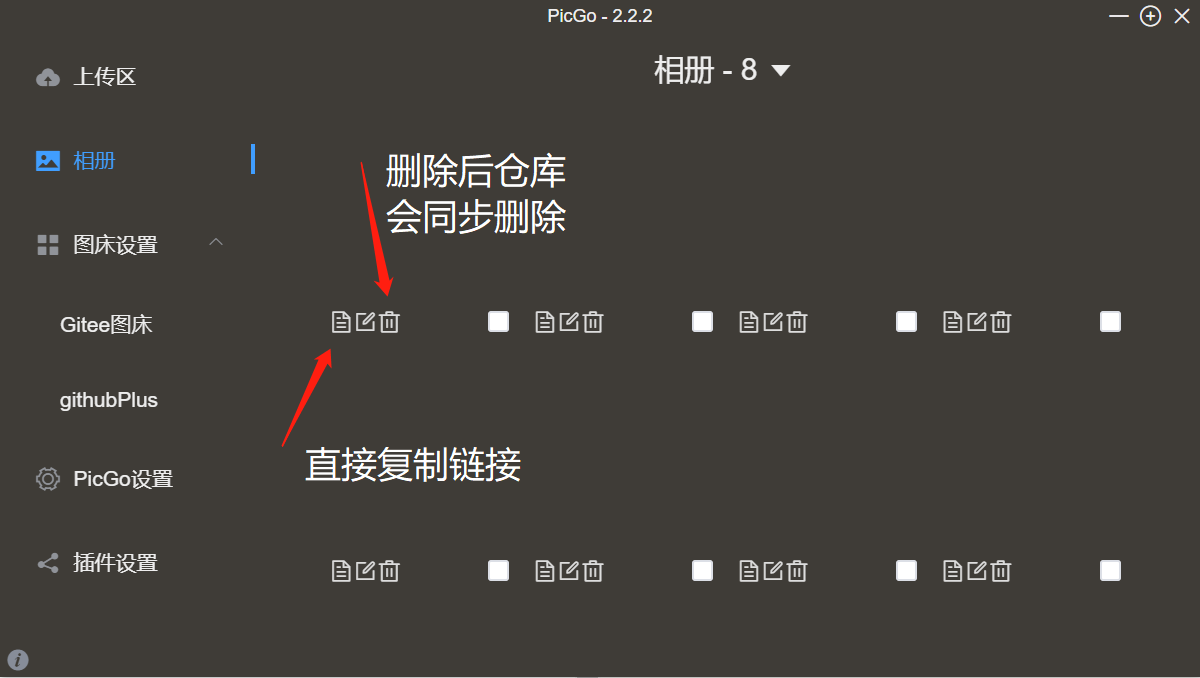 PicGo - 2.2.2
上传区
相册 - 8
相册
删除后仓库
会同步删除
图床设置
Gitee图床
githubPlus
直接复制链接
PicGo设置
插件设置